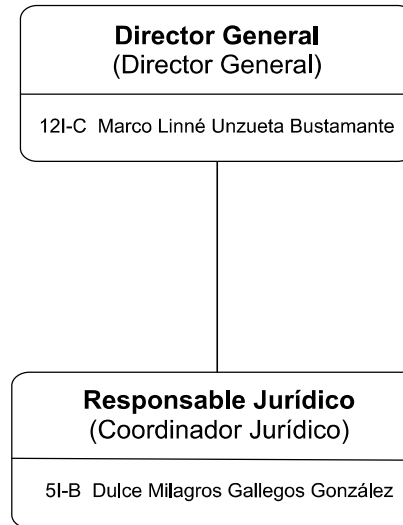 Director General
(Director General)
12I-C Marco Linné Unzueta Bustamante
Responsable Jurídico
(Coordinador Jurídico)
5I-B Dulce Milagros Gallegos González